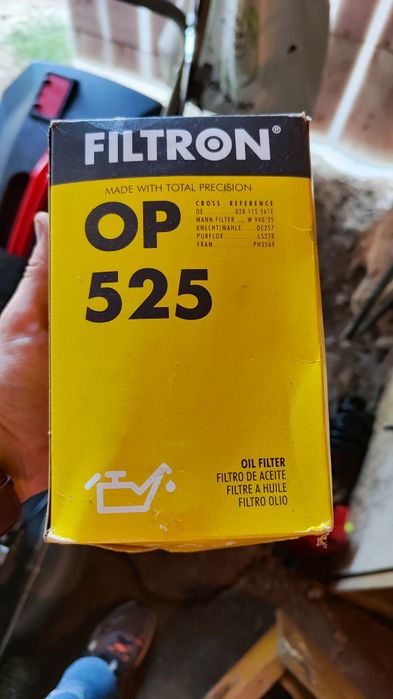 FILTRON®
MADE WITH TOTAL PRECISION
OP
525
CROSS REFERENCE
OE ............ 028 115 561E
MANN FILTER ..... W 940/25
KNECHT/MAHLE ........ OC257
PURFLUX ............ LS278
FRAM ............ PH3569
OIL FILTER
FILTRO DE ACEITE
FILTRE A HUILE
FILTRO OLIO